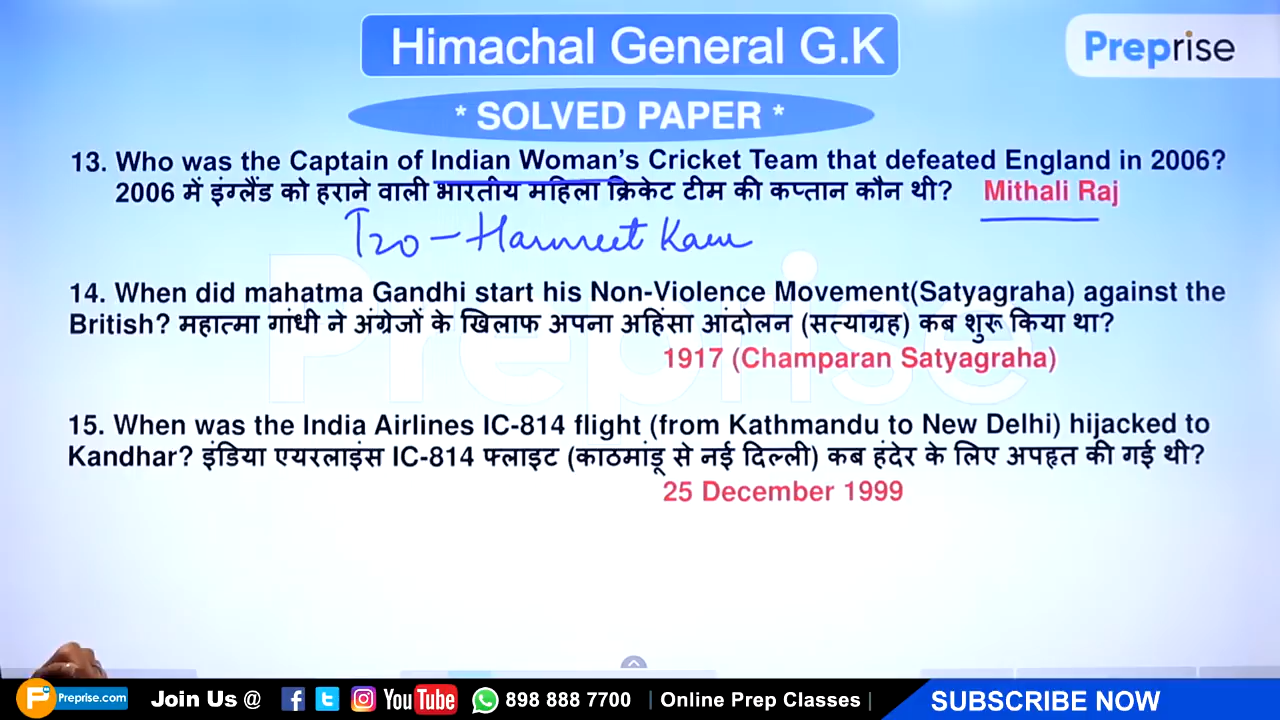 Himachal General G.K
Preprise
* SOLVED PAPER *
13. Who was the Captain of Indian Woman's Cricket Team that defeated England in 2006?
2006 में इंग्लैंड को हराने वाली भारतीय महिला क्रिकेट टीम की कप्तान कौन थी? Mithali Raj
T20 – Harmreet Kaur
14. When did mahatma Gandhi start his Non-Violence Movement(Satyagraha) against the
British? महात्मा गांधी ने अंग्रेजों के खिलाफ अपना अहिंसा आंदोलन (सत्याग्रह) कब शुरू किया था?
1917 (Champaran Satyagraha)
Preprise
15. When was the India Airlines IC-814 flight (from Kathmandu to New Delhi) hijacked to
Kandhar? इंडिया एयरलाइंस IC-814 फ्लाइट (काठमांडू से नई दिल्ली) कब हंदेर के लिए अपहृत की गई थी?
25 December 1999
P Preprise.com Join Us @ YouTube 898 888 7700 | Online Prep Classes | SUBSCRIBE NOW